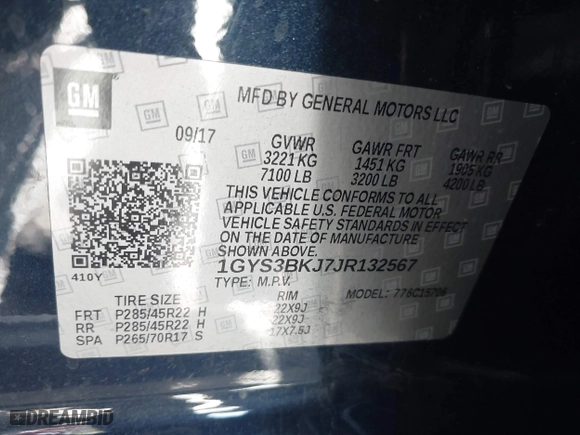 GM
MFD BY GENERAL MOTORS LLC
09/17
GVWR GAWR FRT GAWR RR
3221 KG 1451 KG 1905 KG
7100 LB 3200 LB 4200 LB
THIS VEHICLE CONFORMS TO ALL
APPLICABLE U.S. FEDERAL MOTOR
VEHICLE SAFETY STANDARDS IN EFFECT
ON THE DATE OF MANUFACTURE
SHOWN ABOVE.
1GYS3BKJ7JR132567
TYPE: M.P.V. MODEL:
410Y
TIRE SIZE RIM
FRT P285/45R22 H 22X9J
RR P285/45R22 H 22X9J
SPA P265/70R17 S 17X7.5J
DREAMBID